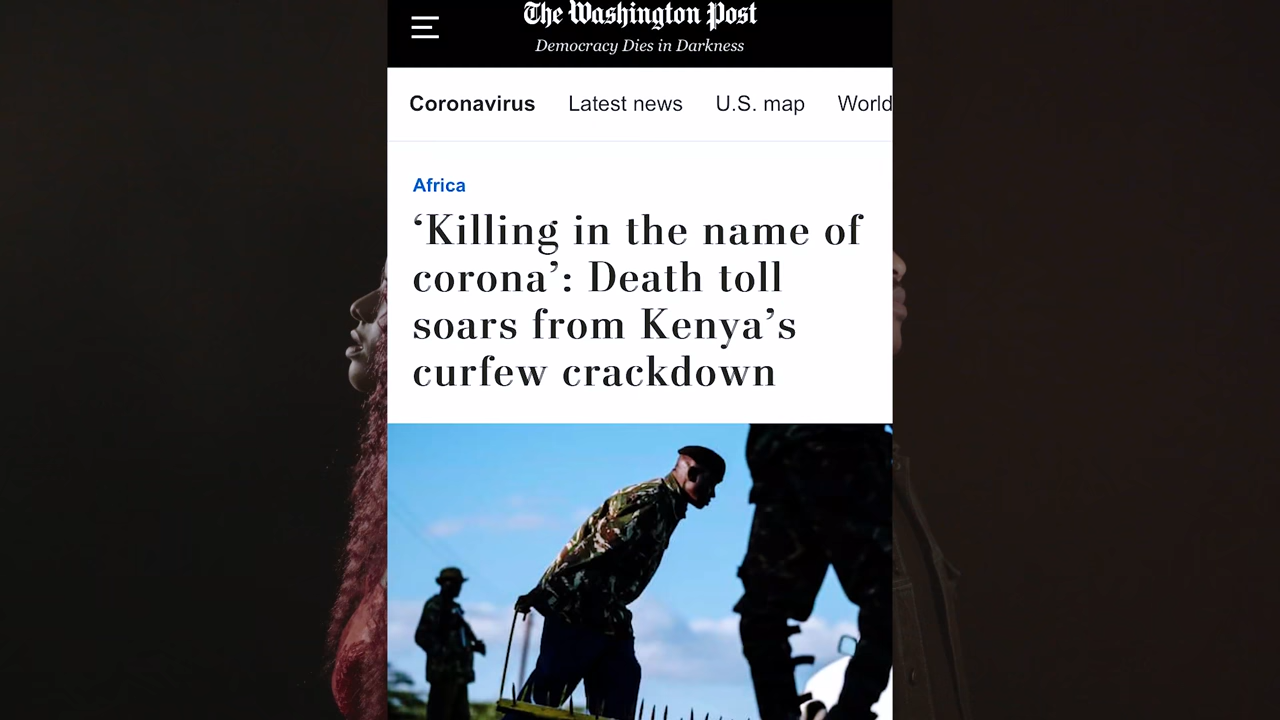 The Washington Post
Democracy Dies in Darkness
Coronavirus Latest news U.S. map World
Africa
‘Killing in the name of
corona’: Death toll
soars from Kenya’s
curfew crackdown